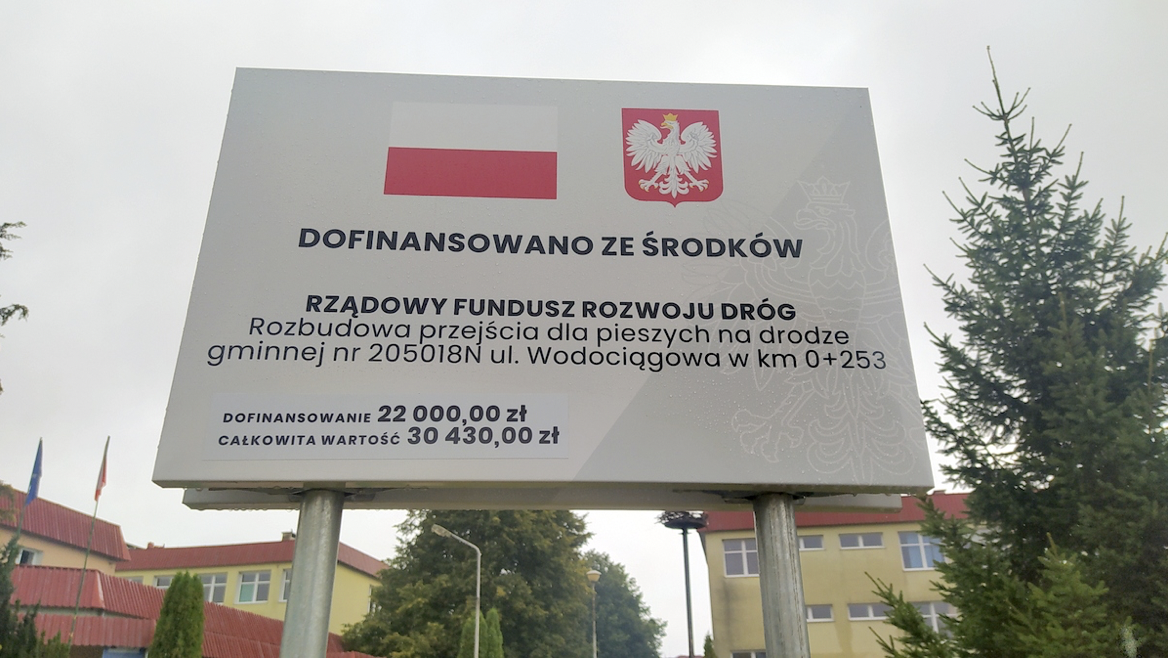 DOFINANSOWANO ZE ŚRODKÓW
RZĄDOWY FUNDUSZ ROZWOJU DRÓG
Rozbudowa przejścia dla pieszych na drodze
gminnej nr 205018N ul. Wodociągowa w km 0+253
DOFINANSOWANIE 22 000,00 zł
CAŁKOWITA WARTOŚĆ 30 430,00 zł